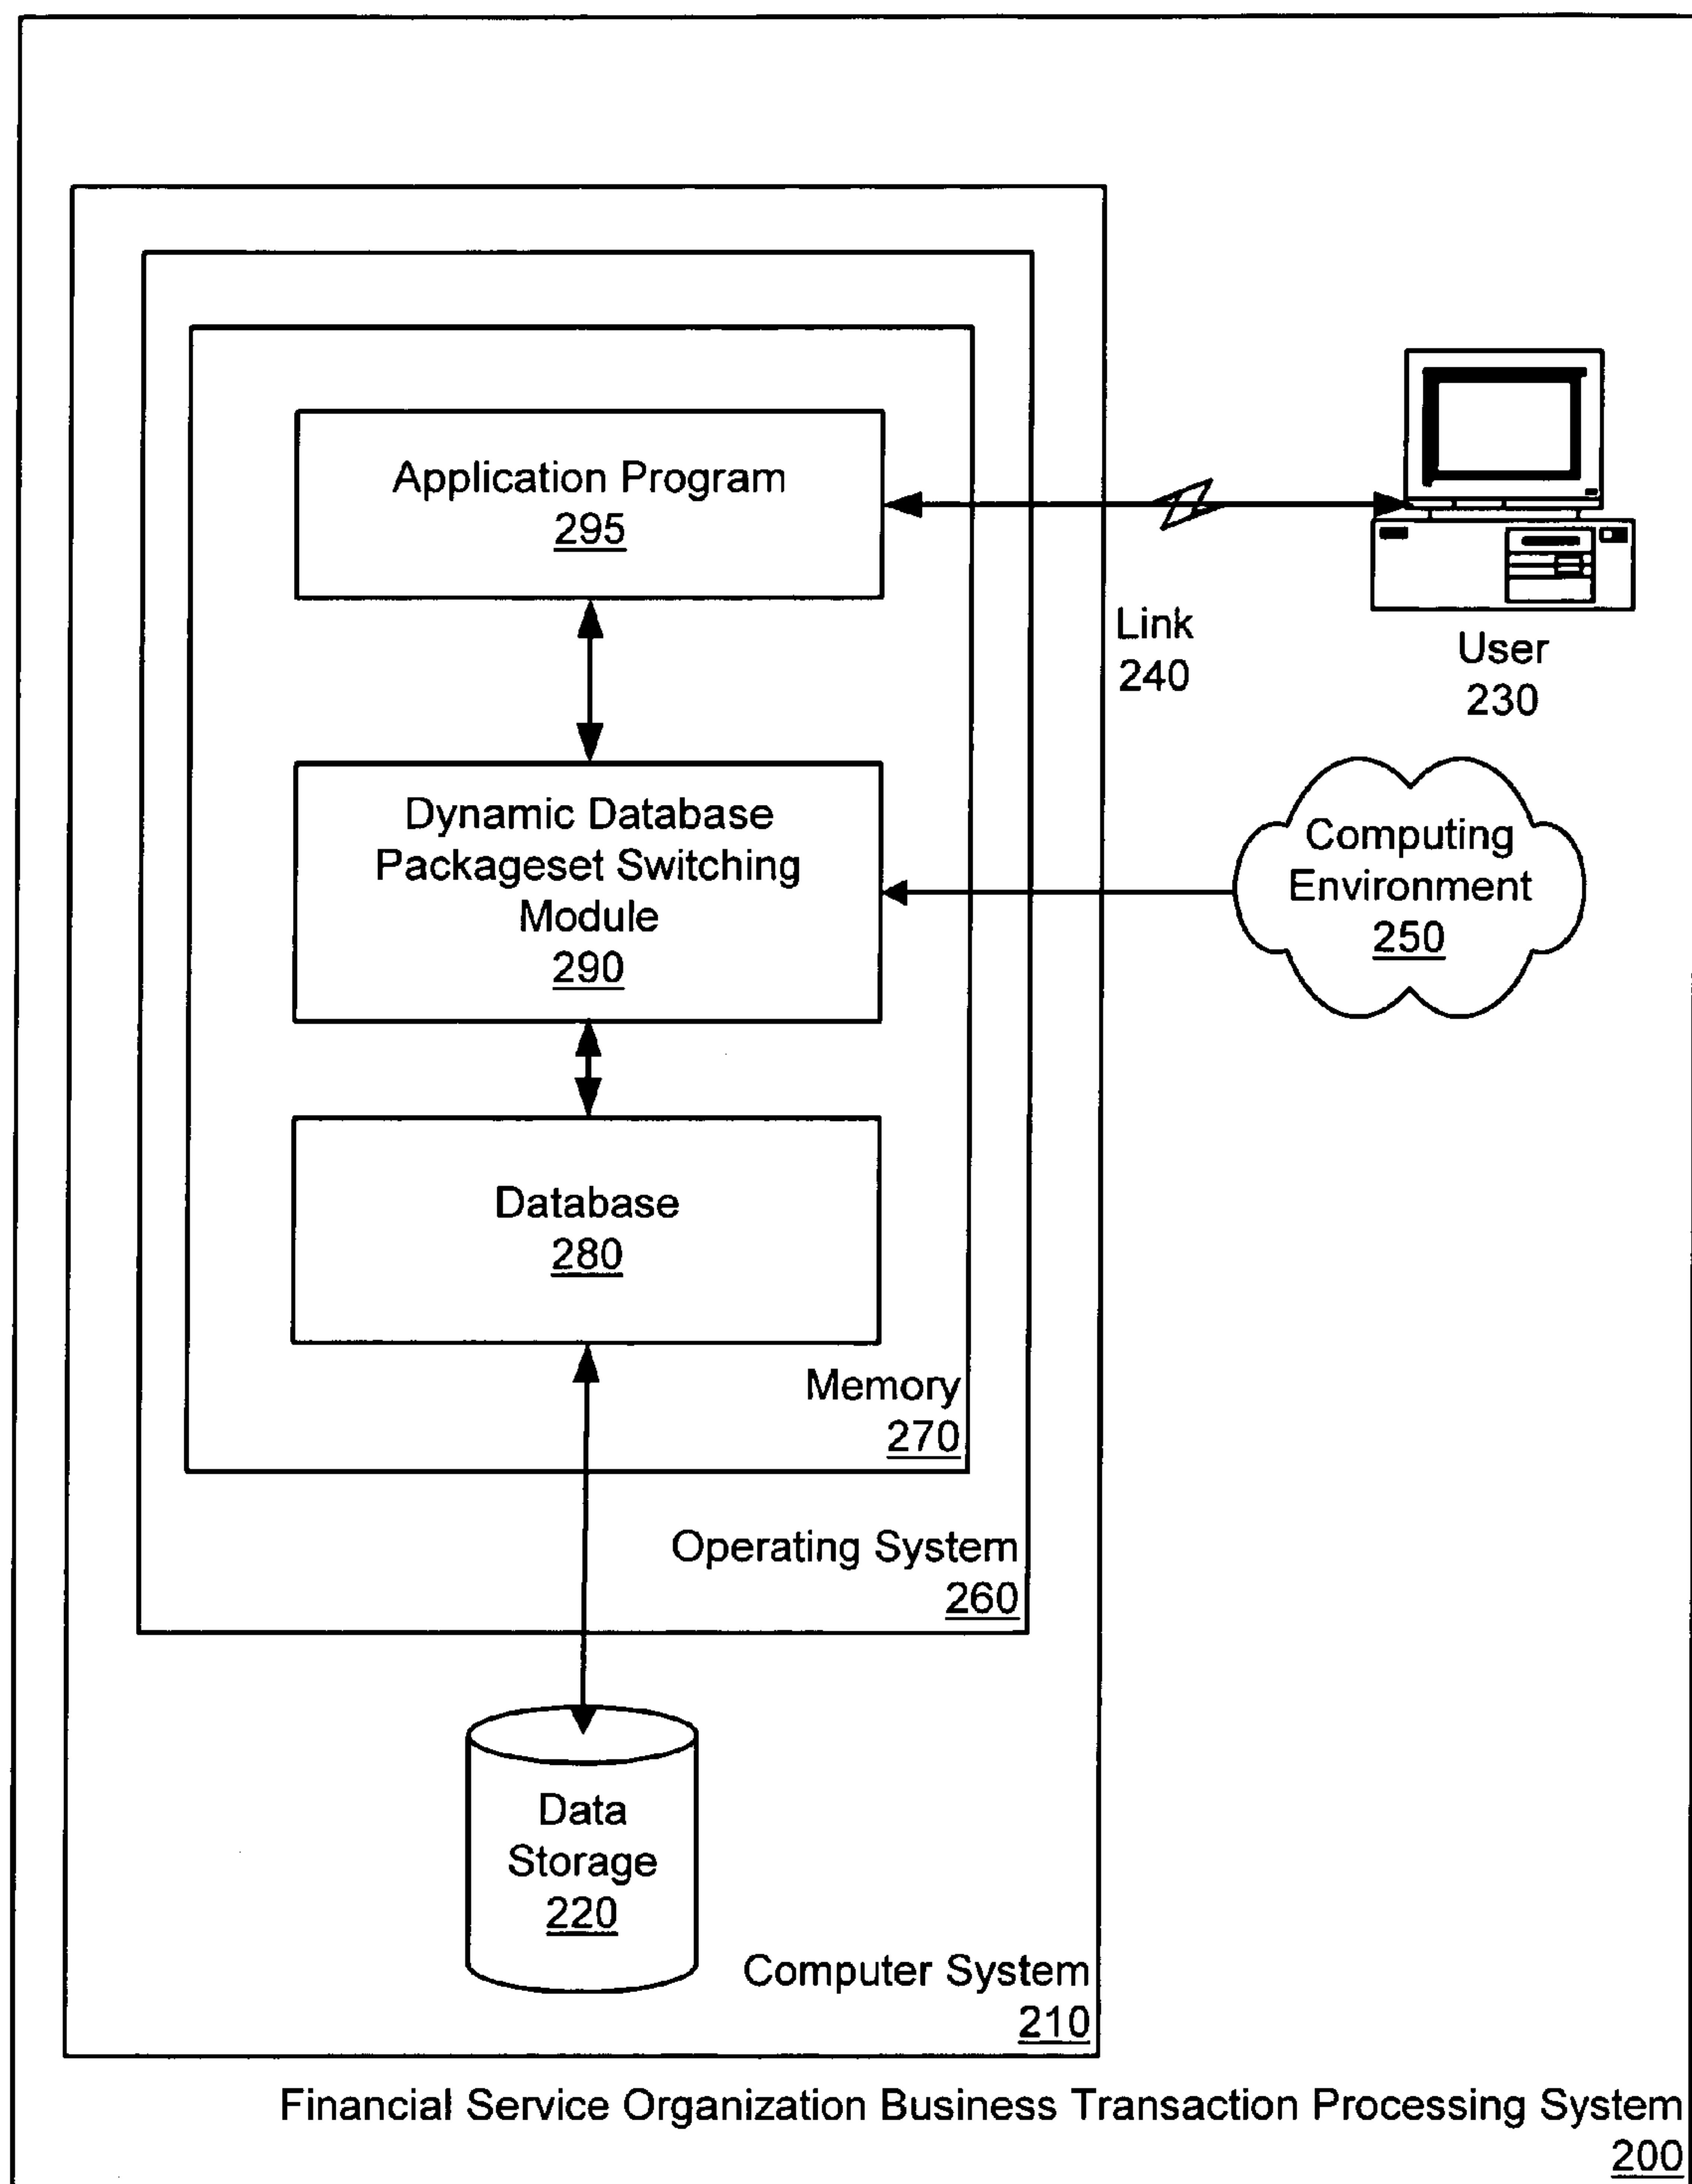 Application Program
295
Link
240
User
230
Dynamic Database
Packageset Switching
Module
290
Computing
Environment
250
Database
280
Memory
270
Operating System
260
Data
Storage
220
Computer System
210
Financial Service Organization Business Transaction Processing System
200